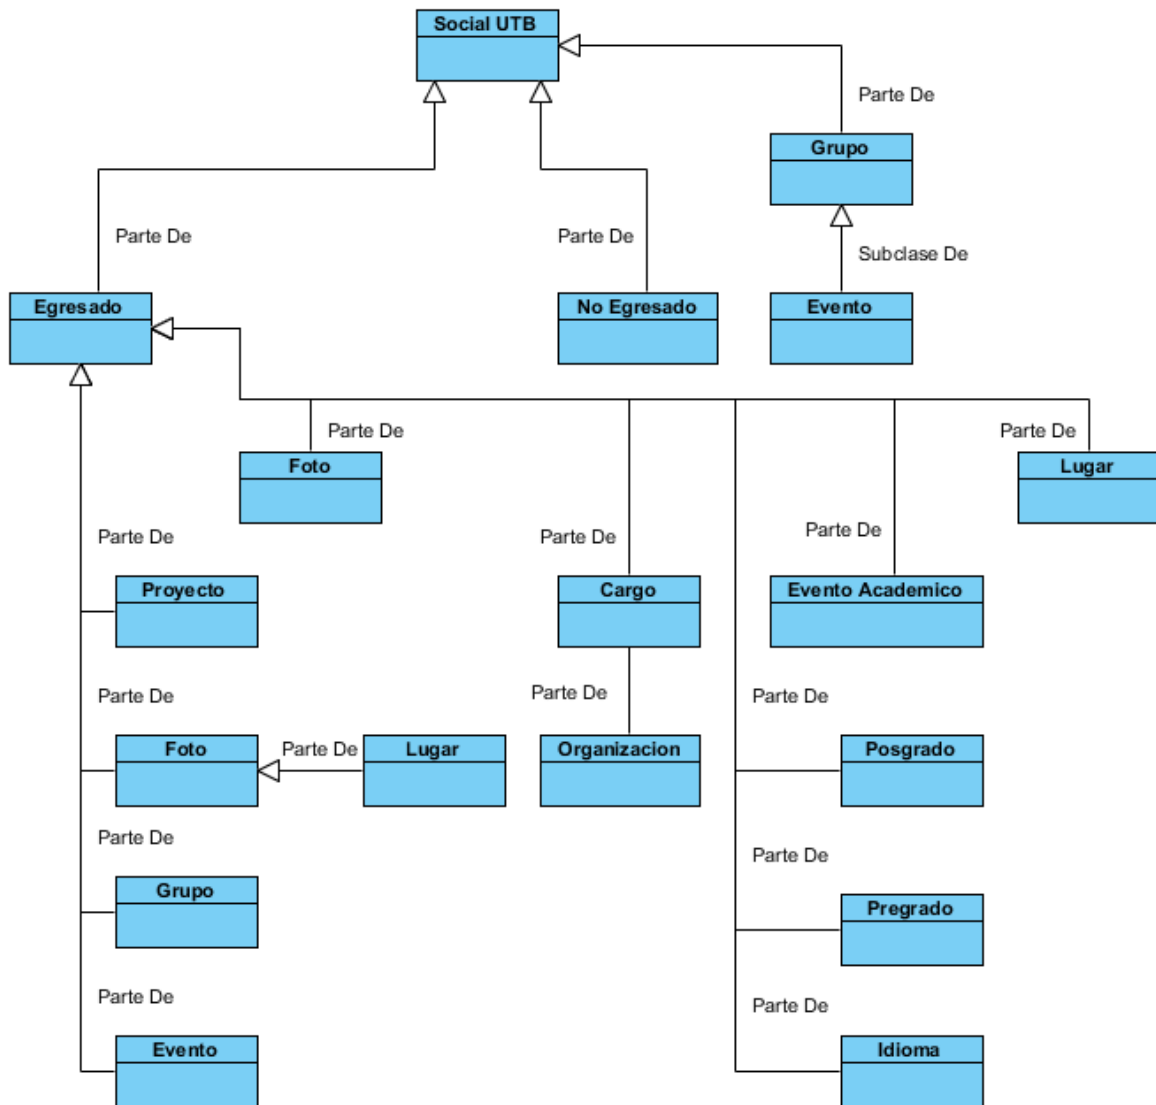 Social UTB
Parte De
Grupo
Parte De
Parte De
Subclase De
Egresado
No Egresado
Evento
Parte De
Parte De
Foto
Lugar
Parte De
Parte De
Parte De
Proyecto
Cargo
Evento Academico
Parte De
Parte De
Parte De
Foto
Parte De
Lugar
Organizacion
Posgrado
Parte De
Parte De
Grupo
Pregrado
Parte De
Parte De
Evento
Idioma